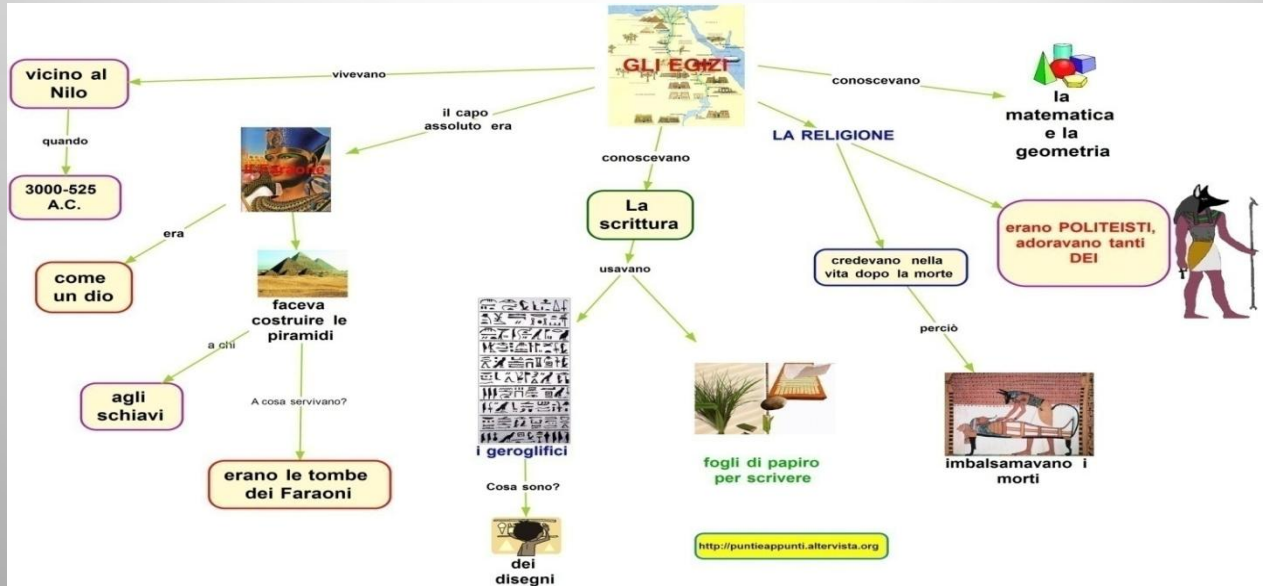 GLI EGIZI
vivevano
vicino al
Nilo
quando
3000-525
A.C.
il capo
assoluto era
Il Faraone
era
come
un dio
faceva
costruire le
piramidi
a chi
agli
schiavi
A cosa servivano?
erano le tombe
dei Faraoni
conoscevano
La
scrittura
usavano
i geroglifici
Cosa sono?
dei
disegni
fogli di papiro
per scrivere
LA RELIGIONE
credevano nella
vita dopo la morte
perciò
imbalsamavano i
morti
erano POLITEISTI,
adoravano tanti
DEI
conoscevano
la
matematica
e la
geometria
http://puntieappunti.altervista.org